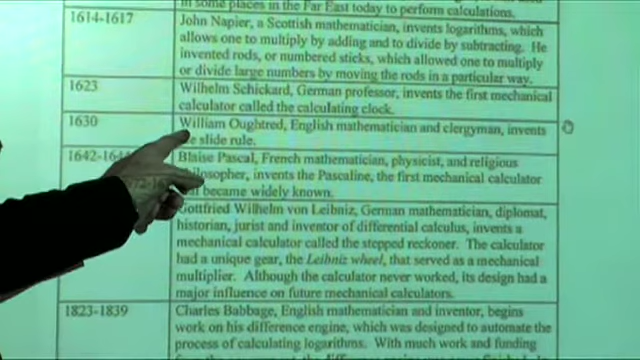 in some places in the Far East today to perform calculations.
1614-1617
John Napier, a Scottish mathematician, invents logarithms, which
allows one to multiply by adding and to divide by subtracting. He
invented rods, or numbered sticks, which allowed one to multiply
or divide large numbers by moving the rods in a particular way.
1623
Wilhelm Schickard, German professor, invents the first mechanical
calculator called the calculating clock.
1630
William Oughtred, English mathematician and clergyman, invents
slide rule.
1642-
Blaise Pascal, French mathematician, physicist, and religious
philosopher, invents the Pascaline, the first mechanical calculator
became widely known.
Gottfried Wilhelm von Leibniz, German mathematician, diplomat,
historian, jurist and inventor of differential calculus, invents a
mechanical calculator called the stepped reckoner. The calculator
had a unique gear, the Leibniz wheel, that served as a mechanical
multiplier. Although the calculator never worked, its design had a
major influence on future mechanical calculators.
1823-1839
Charles Babbage, English mathematician and inventor, begins
work on his difference engine, which was designed to automate the
process of calculating logarithms. With much work and funding